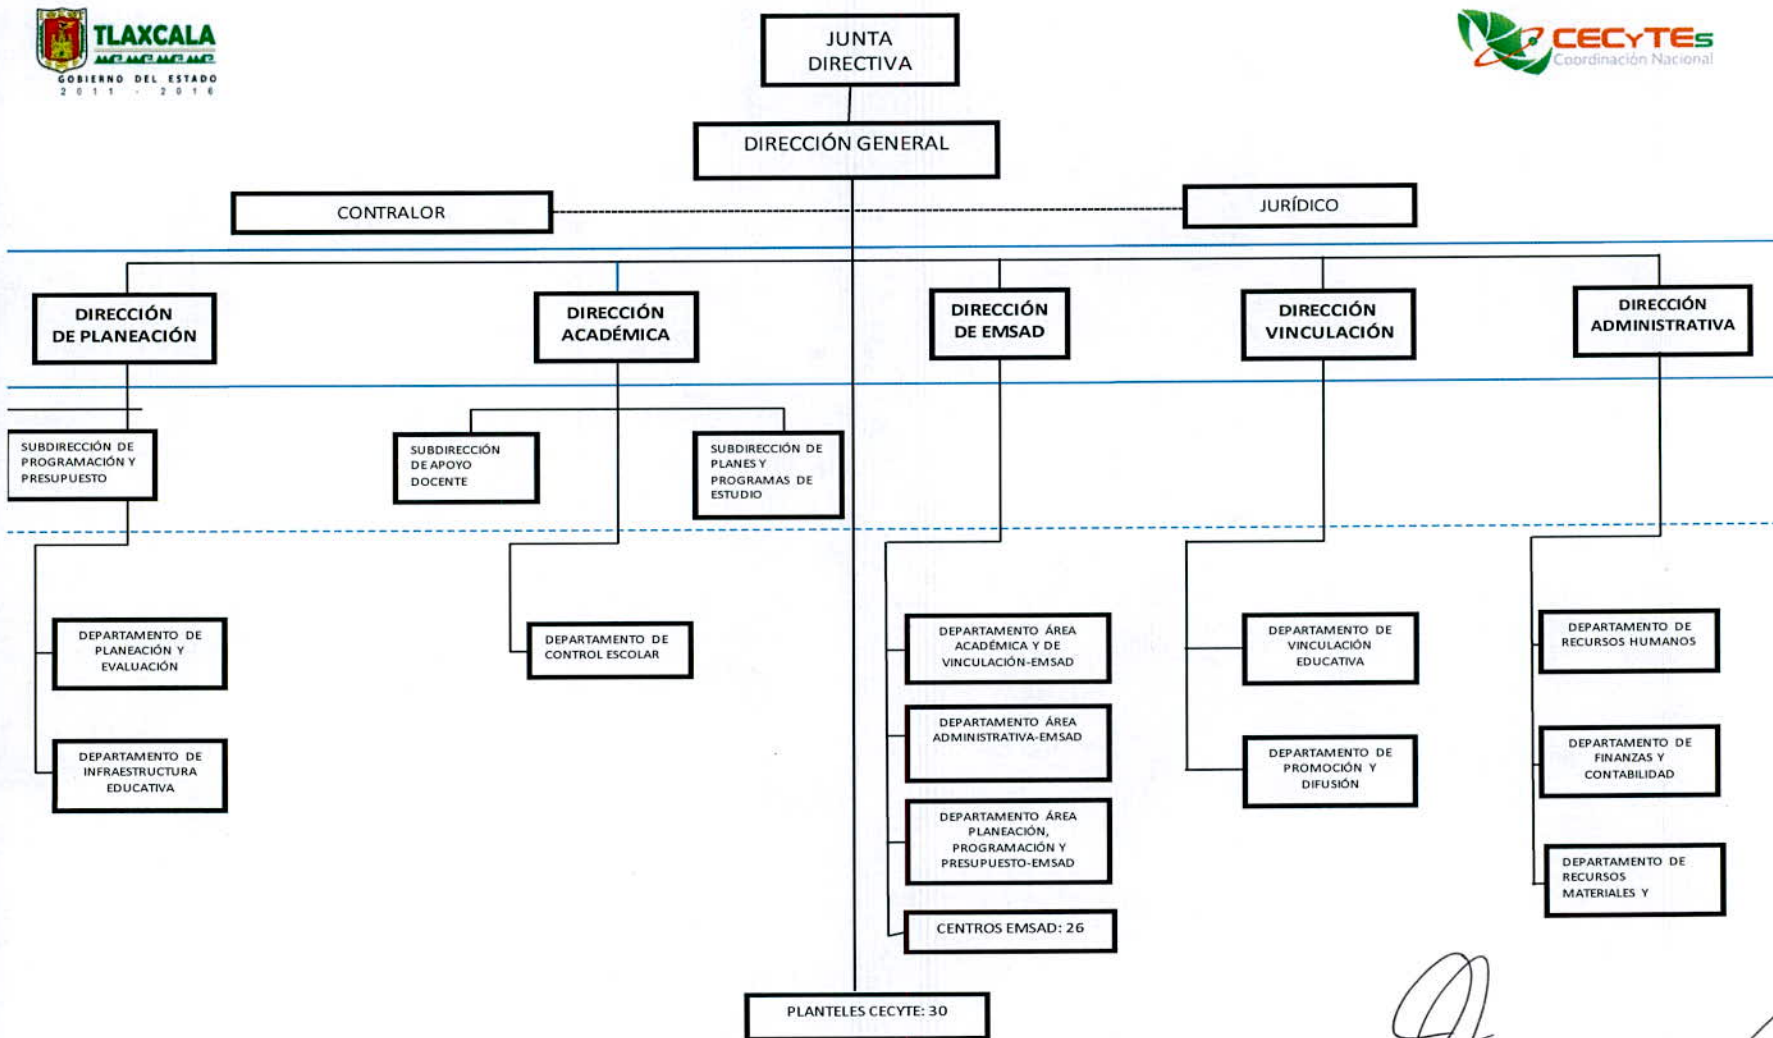 TLAXCALA
GOBIERNO DEL ESTADO
2011 - 2016
CECyTEs
Coordinación Nacional
JUNTA
DIRECTIVA
DIRECCIÓN GENERAL
CONTRALOR
JURÍDICO
DIRECCIÓN
DE PLANEACIÓN
DIRECCIÓN
ACADÉMICA
DIRECCIÓN
DE EMSAD
DIRECCIÓN
VINCULACIÓN
DIRECCIÓN
ADMINISTRATIVA
SUBDIRECCIÓN DE
PROGRAMACIÓN Y
PRESUPUESTO
SUBDIRECCIÓN
DE APOYO
DOCENTE
SUBDIRECCIÓN DE
PLANES Y
PROGRAMAS DE
ESTUDIO
DEPARTAMENTO DE
PLANEACIÓN Y
EVALUACIÓN
DEPARTAMENTO DE
INFRAESTRUCTURA
EDUCATIVA
DEPARTAMENTO DE
CONTROL ESCOLAR
DEPARTAMENTO ÁREA
ACADÉMICA Y DE
VINCULACIÓN-EMSAD
DEPARTAMENTO ÁREA
ADMINISTRATIVA-EMSAD
DEPARTAMENTO ÁREA
PLANEACIÓN,
PROGRAMACIÓN Y
PRESUPUESTO-EMSAD
CENTROS EMSAD: 26
DEPARTAMENTO DE
VINCULACIÓN
EDUCATIVA
DEPARTAMENTO DE
PROMOCIÓN Y
DIFUSIÓN
DEPARTAMENTO DE
RECURSOS HUMANOS
DEPARTAMENTO DE
FINANZAS Y
CONTABILIDAD
DEPARTAMENTO DE
RECURSOS
MATERIALES Y
PLANTELES CECYTE: 30